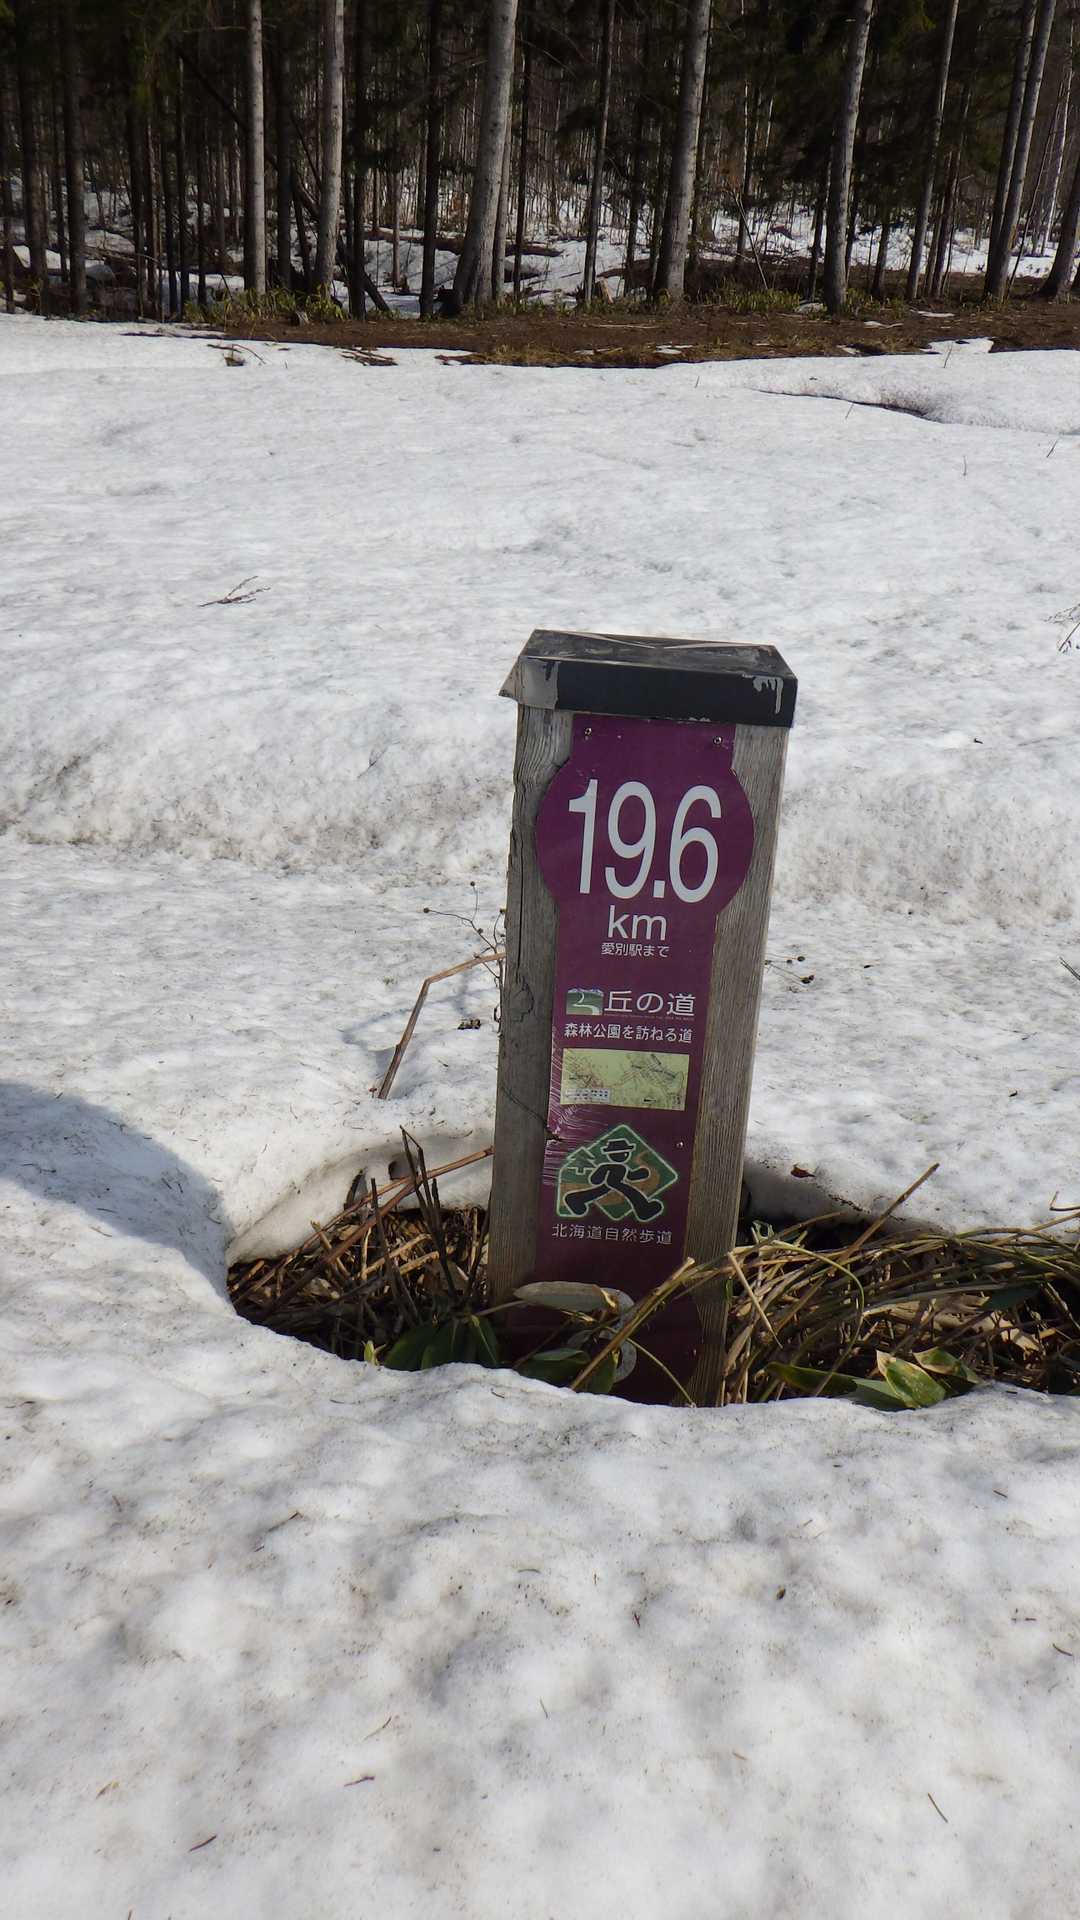 19.6
km
愛別駅まで
丘の道
森林公園を訪ねる道
北海道自然歩道